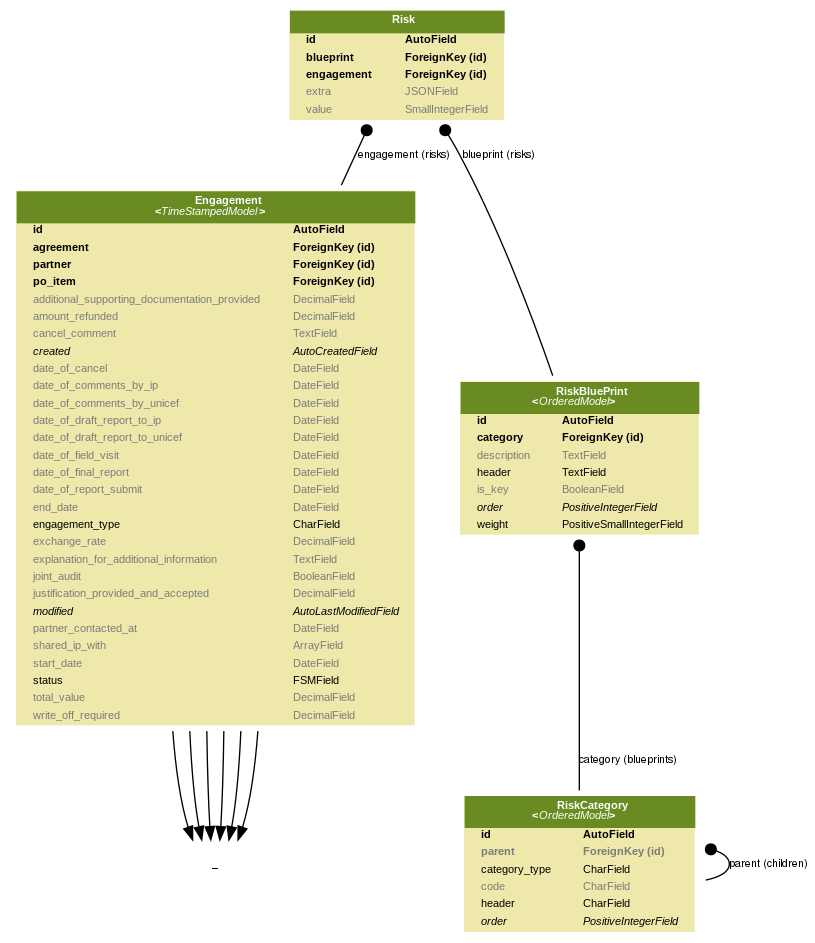 Risk
id AutoField
blueprint ForeignKey (id)
engagement ForeignKey (id)
extra JSONField
value SmallIntegerField
engagement (risks) blueprint (risks)
Engagement
<TimeStampedModel>
id AutoField
agreement ForeignKey (id)
partner ForeignKey (id)
po_item ForeignKey (id)
additional_supporting_documentation_provided DecimalField
amount_refunded DecimalField
cancel_comment TextField
created AutoCreatedField
date_of_cancel DateField
date_of_comments_by_ip DateField
date_of_comments_by_unicef DateField
date_of_draft_report_to_ip DateField
date_of_draft_report_to_unicef DateField
date_of_field_visit DateField
date_of_final_report DateField
date_of_report_submit DateField
end_date DateField
engagement_type CharField
exchange_rate DecimalField
explanation_for_additional_information TextField
joint_audit BooleanField
justification_provided_and_accepted DecimalField
modified AutoLastModifiedField
partner_contacted_at DateField
shared_ip_with ArrayField
start_date DateField
status FSMField
total_value DecimalField
write_off_required DecimalField
RiskBluePrint
<OrderedModel>
id AutoField
category ForeignKey (id)
description TextField
header TextField
is_key BooleanField
order PositiveIntegerField
weight PositiveSmallIntegerField
category (blueprints)
RiskCategory
<OrderedModel>
id AutoField
parent ForeignKey (id)
category_type CharField
code CharField
header CharField
order PositiveIntegerField
parent (children)
_